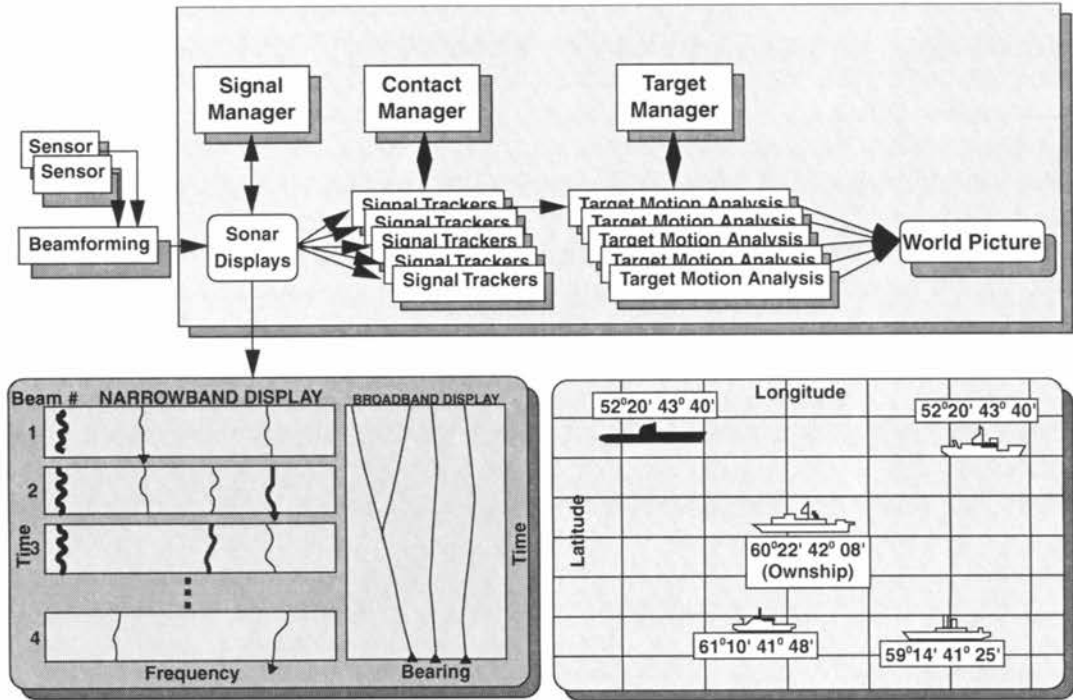 Signal
Manager
Contact
Manager
Target
Manager
Sensor
Sensor
Beamforming
Sonar
Displays
Signal Trackers
Signal Trackers
Signal Trackers
Signal Trackers
Signal Trackers
Target Motion Analysis
Target Motion Analysis
Target Motion Analysis
Target Motion Analysis
Target Motion Analysis
World Picture
Beam #
NARROWBAND DISPLAY
BROADBAND DISPLAY
1
2
3
4
Time
Time
Frequency
Bearing
Longitude
Latitude
52°20' 43° 40'
52°20' 43° 40'
60°22' 42° 08'
(Ownship)
61°10' 41° 48'
59°14' 41° 25'